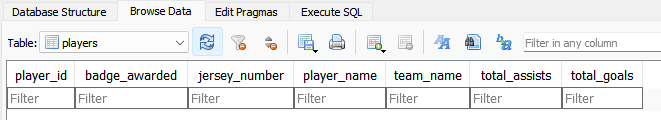 Database Structure Browse Data Edit Pragmas Execute SQL
Table: players Filter in any column
player_id badge_awarded jersey_number player_name team_name total_assists total_goals
Filter Filter Filter Filter Filter Filter Filter